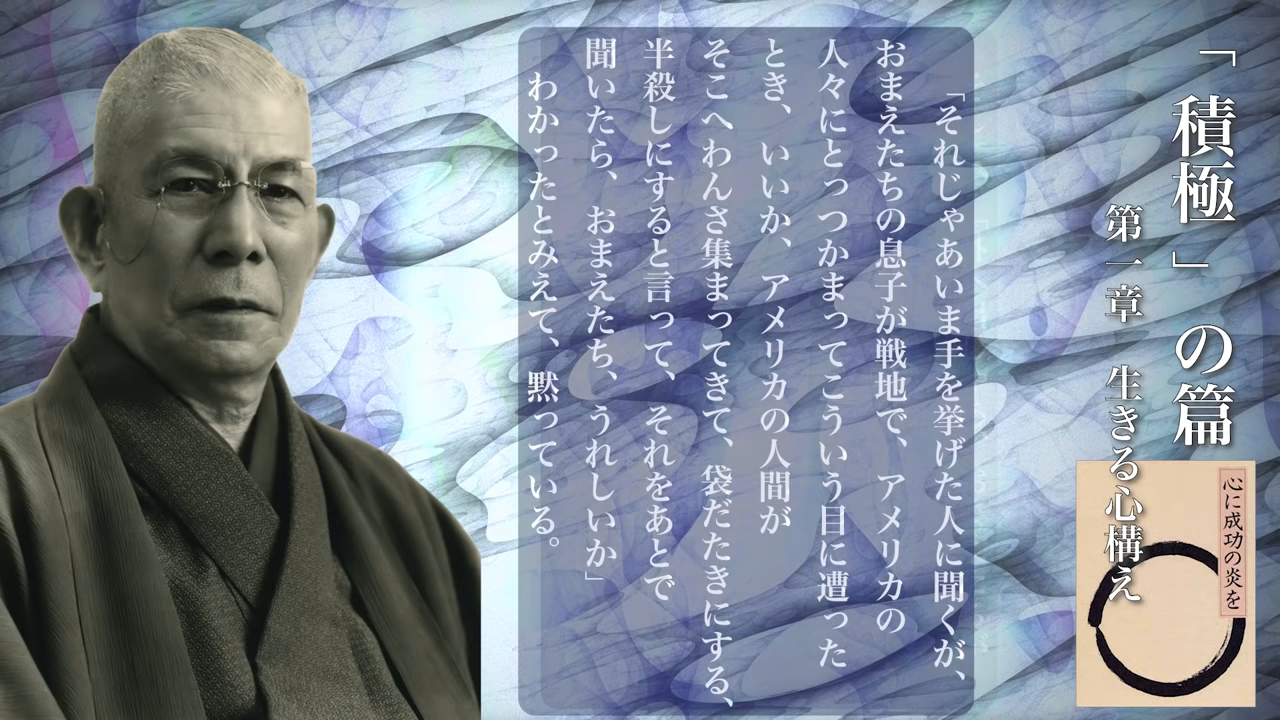 「積極」の篇
第一章 生きる心構え
心に成功の炎を
「それじゃあいま手を挙げた人に聞くが、
おまえたちの息子が戦地で、アメリカの
人々にとっつかまってこういう目に遭った
とき、いいか、アメリカの人間が
そこへわんさ集まってきて、袋だたきにする、
半殺しにすると言って、それをあとで
聞いたら、おまえたち、うれしいか」
わかったとみえて、黙っている。